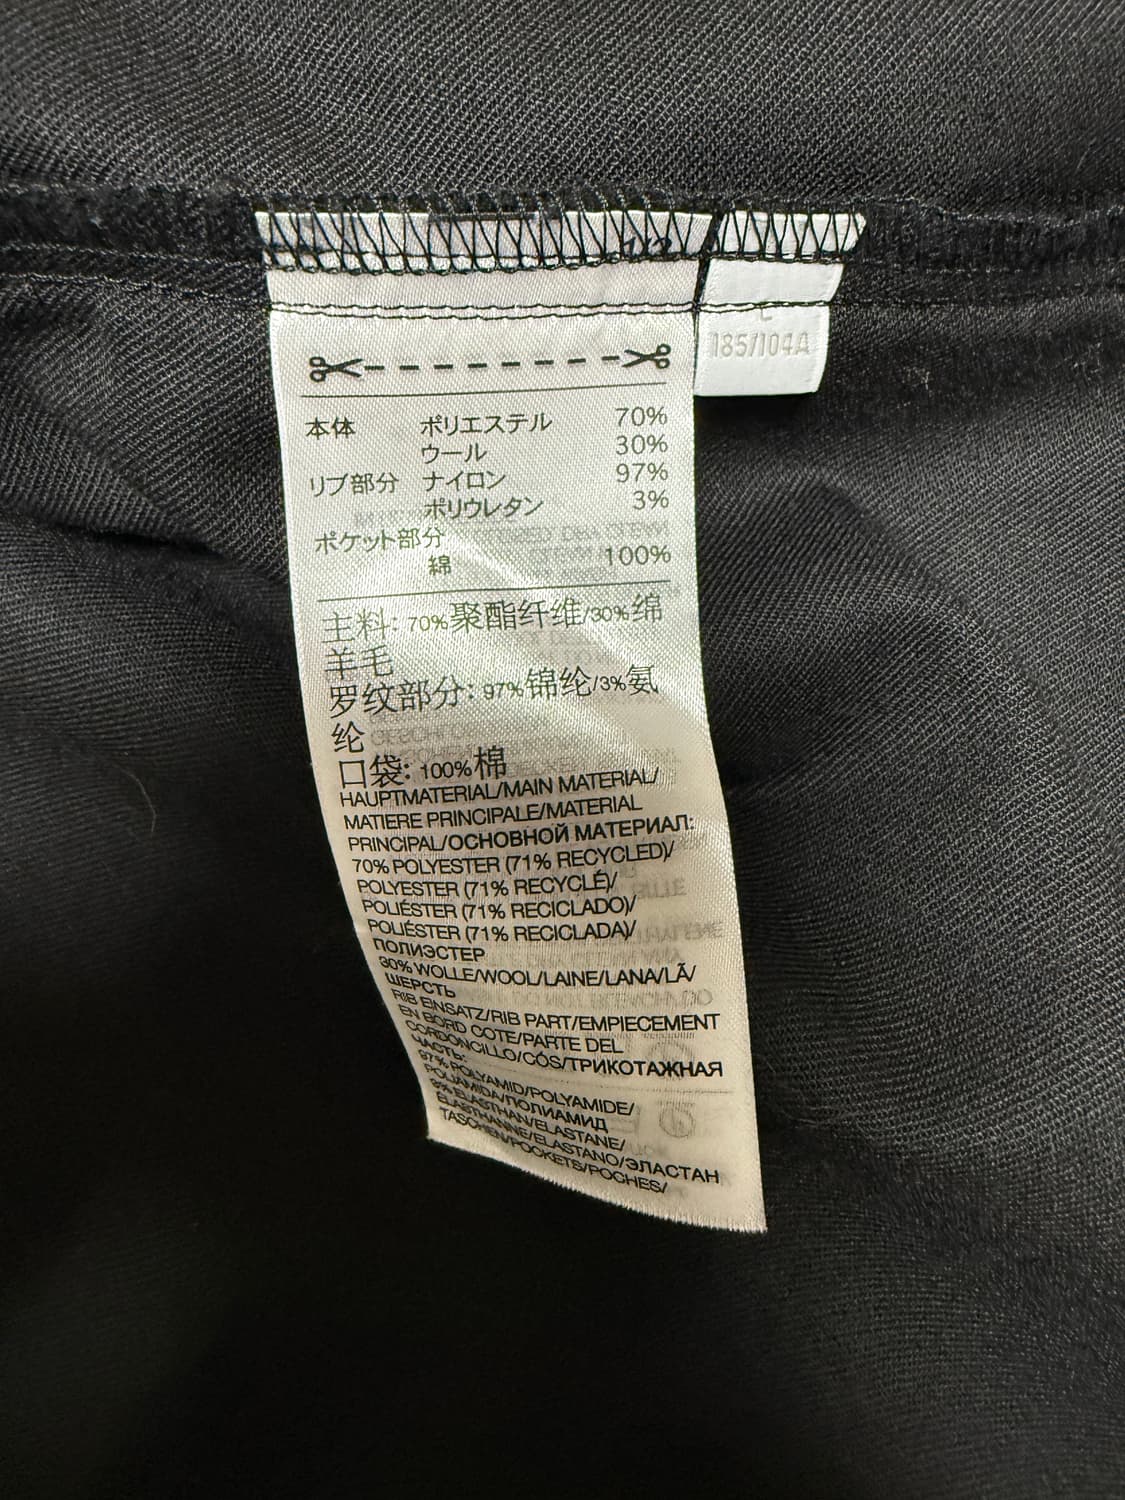 1/2
L
185/104A
本体 ポリエステル 70%
ウール 30%
リブ部分 ナイロン 97%
ポリウレタン 3%
ポケット部分
綿 100%
主料: 70%聚酯纤维/30%绵
羊毛
罗纹部分: 97%锦纶/3%氨
纶
口袋: 100%棉
HAUPTMATERIAL/MAIN MATERIAL/
MATIERE PRINCIPALE/MATERIAL
PRINCIPAL/ОСНОВНОЙ МАТЕРИАЛ:
70% POLYESTER (71% RECYCLED)/
POLYESTER (71% RECYCLÉ)/
POLIÉSTER (71% RECICLADO)/
POLIÉSTER (71% RECICLADA)/
ПОЛИЭСТЕР
30% WOLLE/WOOL/LAINE/LANA/LÃ/
ШЕРСТЬ
RIB EINSATZ/RIB PART/EMPIECEMENT
EN BORD COTE/PARTE DEL
CORDONCILLO/CÓS/ТРИКОТАЖНАЯ
ЧАСТЬ:
97% POLYAMID/POLYAMIDE/
POLIAMIDA/ПОЛИАМИД
3% ELASTHAN/ELASTANE/
ÉLASTHANNE/ELASTANO/ЭЛАСТАН
TASCHEN/POCKETS/POCHES/